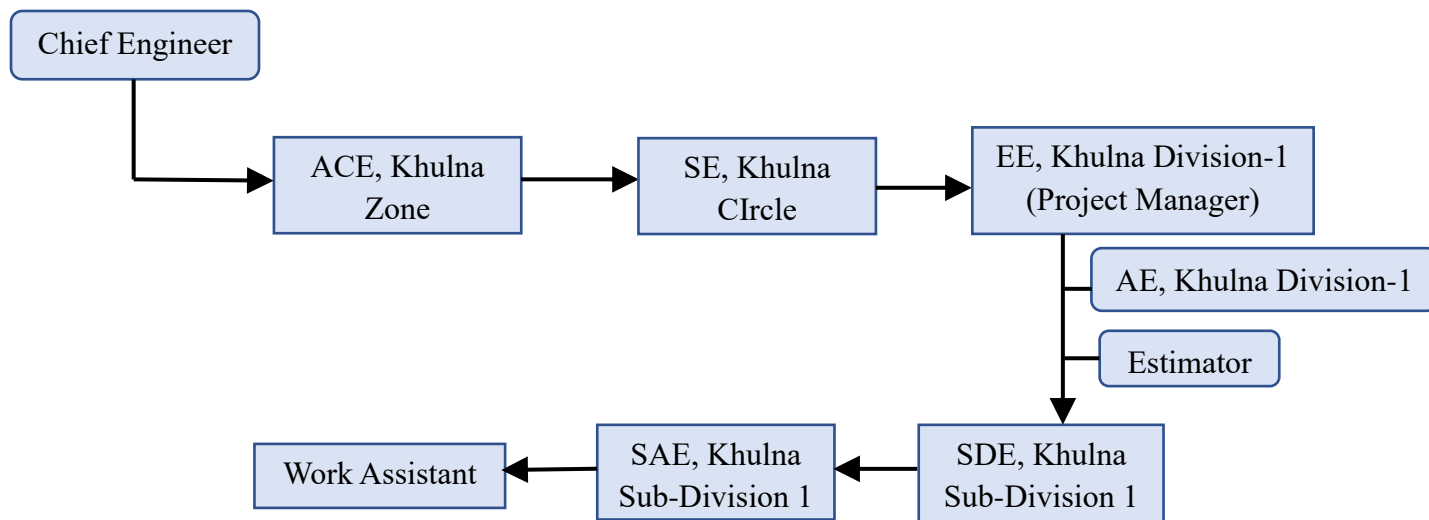 Chief Engineer
ACE, Khulna
Zone
SE, Khulna
CIrcle
EE, Khulna Division-1
(Project Manager)
AE, Khulna Division-1
Estimator
SDE, Khulna
Sub-Division 1
SAE, Khulna
Sub-Division 1
Work Assistant